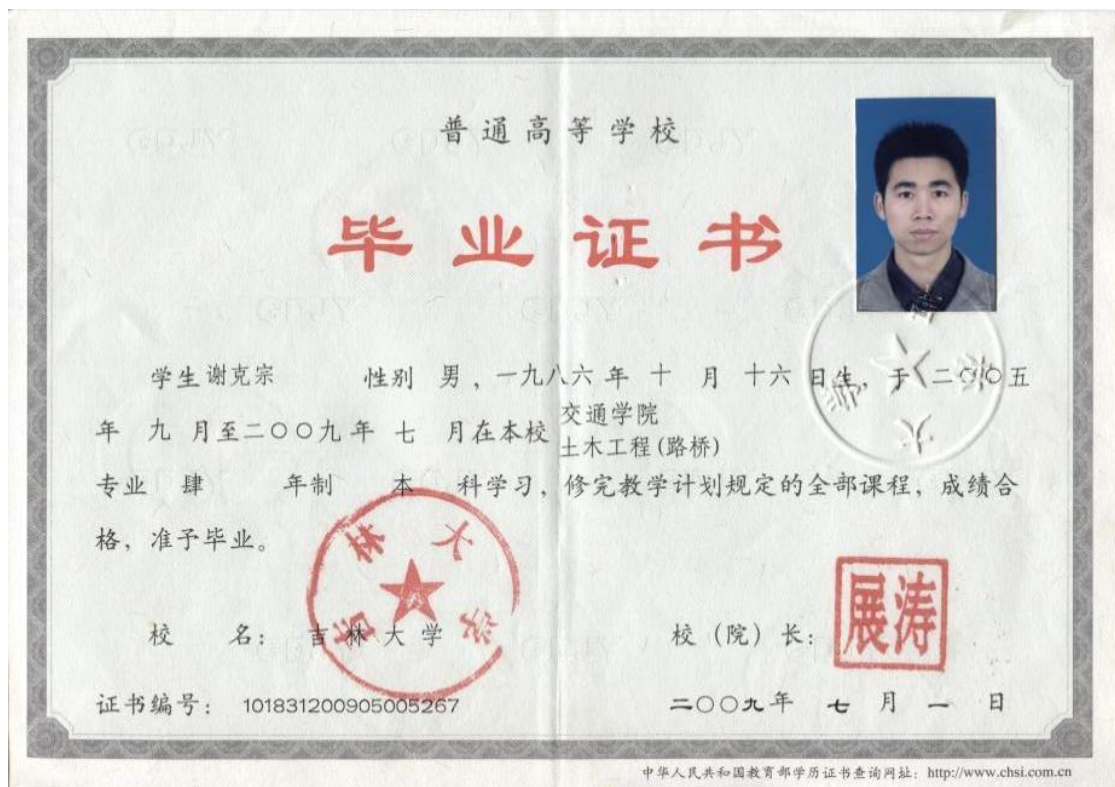 普通高等学校
毕业证书
学生谢克宗 性别 男，一九八六年 十 月 十六 日生，于 二〇〇五
年 九 月至二〇〇九年 七 月在本校 交通学院
土木工程(路桥)
专业 肆 年制 本 科学习，修完教学计划规定的全部课程，成绩合
格，准予毕业。
吉林大学
校 名：吉林大学
校（院）长：
展涛
证书编号：101831200905005267
二〇〇九年 七 月 一 日
中华人民共和国教育部学历证书查询网址：http://www.chsi.com.cn